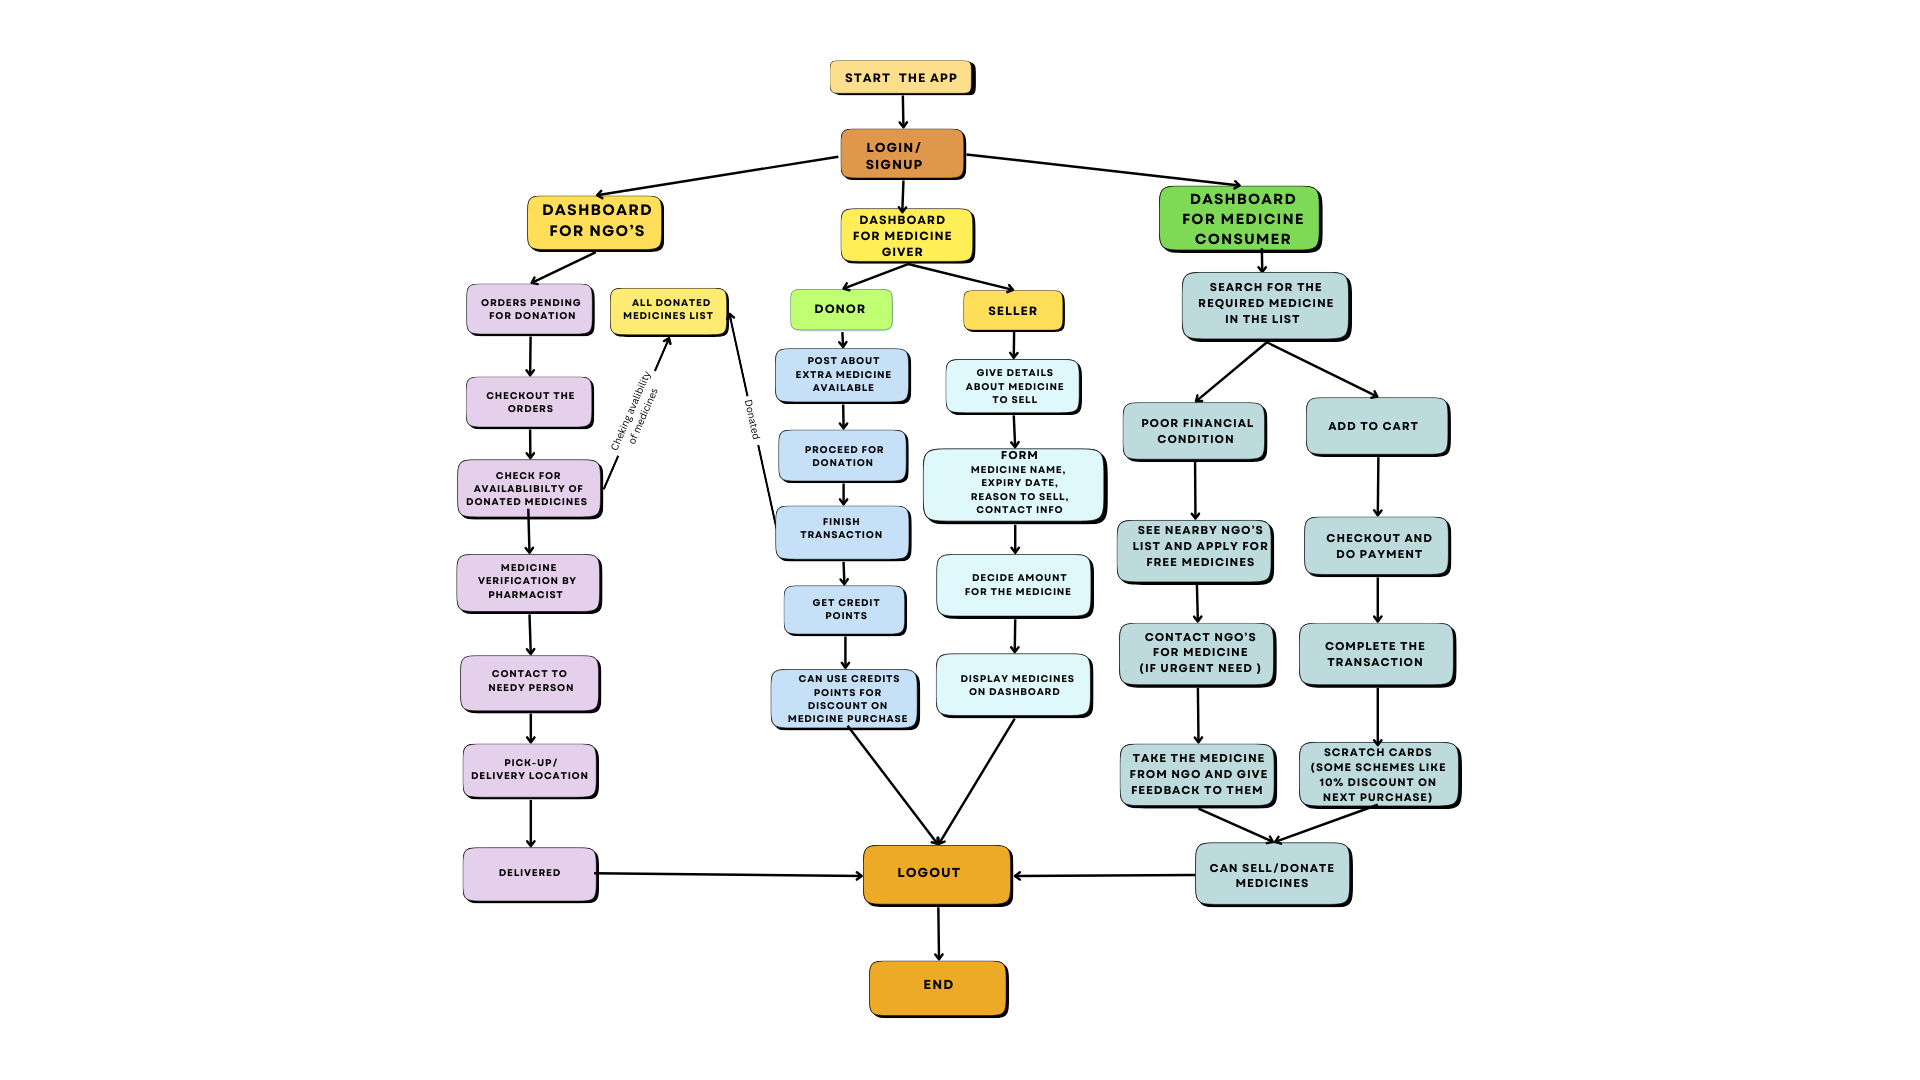 START  THE APP
LOGIN/
SIGNUP
DASHBOARD
FOR NGO'S
ORDERS PENDING
FOR DONATION
CHECKOUT THE
ORDERS
CHECK FOR
AVAILABLIBILTY OF
DONATED MEDICINES
MEDICINE
VERIFICATION BY
PHARMACIST
CONTACT TO
NEEDY PERSON
PICK-UP/
DELIVERY LOCATION
DELIVERED
ALL DONATED
MEDICINES LIST
Cheking avalibility
of medicines
Donated
DASHBOARD
FOR MEDICINE
GIVER
DONOR
POST ABOUT
EXTRA MEDICINE
AVAILABLE
PROCEED FOR
DONATION
FINISH
TRANSACTION
GET CREDIT
POINTS
CAN USE CREDITS
POINTS FOR
DISCOUNT ON
MEDICINE PURCHASE
SELLER
GIVE DETAILS
ABOUT MEDICINE
TO SELL
FORM
MEDICINE NAME,
EXPIRY DATE,
REASON TO SELL,
CONTACT INFO
DECIDE AMOUNT
FOR THE MEDICINE
DISPLAY MEDICINES
ON DASHBOARD
DASHBOARD
FOR MEDICINE
CONSUMER
SEARCH FOR THE
REQUIRED MEDICINE
IN THE LIST
POOR FINANCIAL
CONDITION
SEE NEARBY NGO'S
LIST AND APPLY FOR
FREE MEDICINES
CONTACT NGO'S
FOR MEDICINE
(IF URGENT NEED )
TAKE THE MEDICINE
FROM NGO AND GIVE
FEEDBACK TO THEM
ADD TO CART
CHECKOUT AND
DO PAYMENT
COMPLETE THE
TRANSACTION
SCRATCH CARDS
(SOME SCHEMES LIKE
10% DISCOUNT ON
NEXT PURCHASE)
CAN SELL/DONATE
MEDICINES
LOGOUT
END